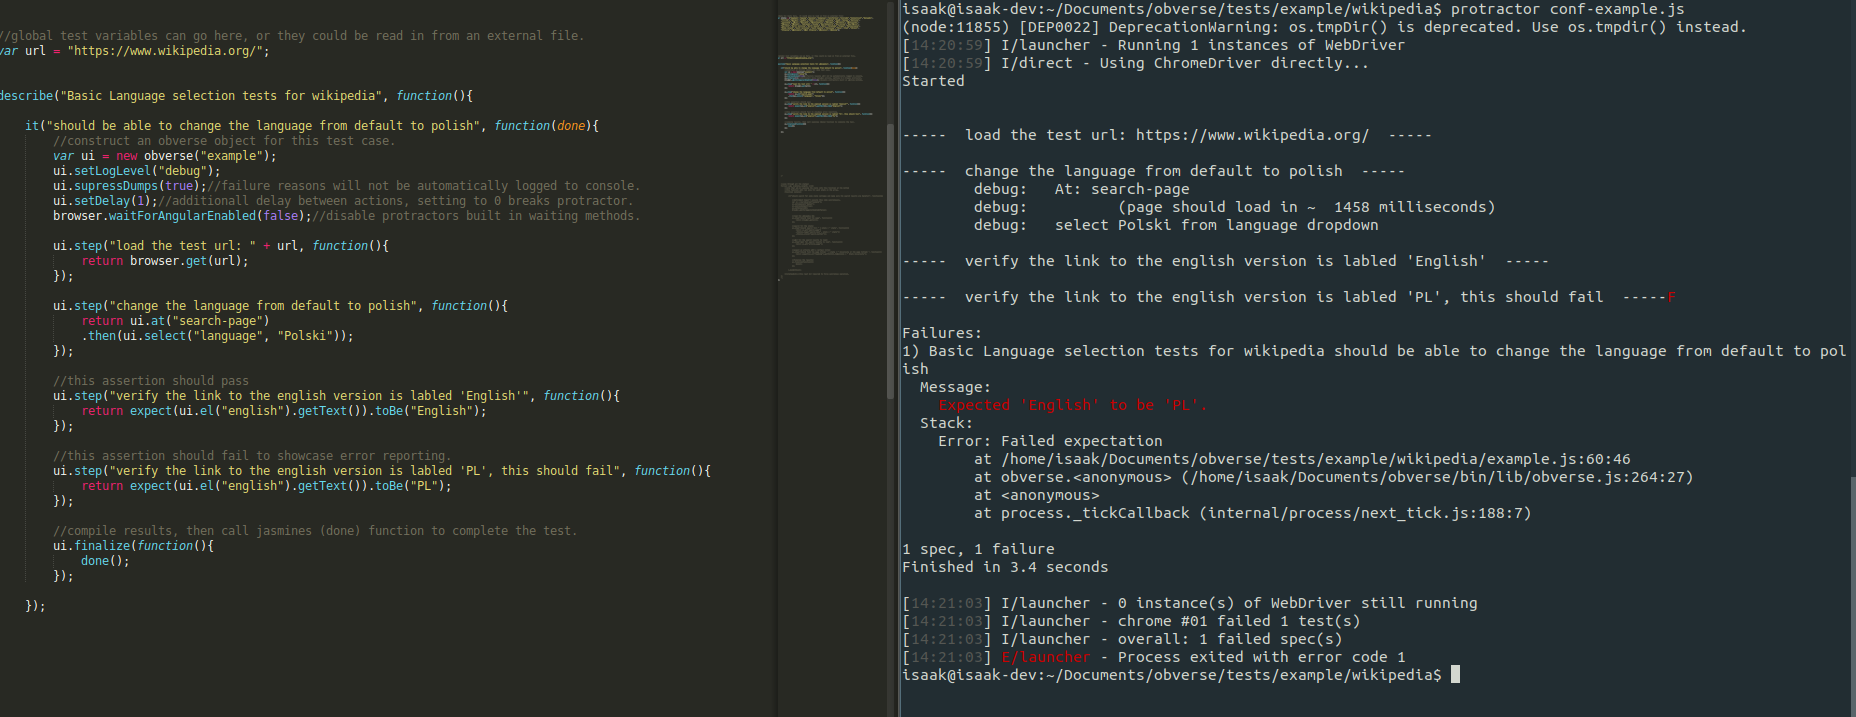 //global test variables can go here, or they could be read in from an external file.
var url = "https://www.wikipedia.org/";
describe("Basic Language selection tests for wikipedia", function(){
it("should be able to change the language from default to polish", function(done){
//construct an obverse object for this test case.
var ui = new obverse("example");
ui.setLogLevel("debug");
ui.supressDumps(true);//failure reasons will not be automatically logged to console.
ui.setDelay(1);//additionall delay between actions, setting to 0 breaks protractor.
browser.waitForAngularEnabled(false);//disable protractors built in waiting methods.
ui.step("load the test url: " + url, function(){
return browser.get(url);
});
ui.step("change the language from default to polish", function(){
return ui.at("search-page")
.then(ui.select("language", "Polski"));
});
//this assertion should pass
ui.step("verify the link to the english version is labled 'English'", function(){
return expect(ui.el("english").getText()).toBe("English");
});
//this assertion should fail to showcase error reporting.
ui.step("verify the link to the english version is labled 'PL', this should fail", function(){
return expect(ui.el("english").getText()).toBe("PL");
});
//compile results, then call jasmines (done) function to complete the test.
ui.finalize(function(){
done();
});
});
isaak@isaak-dev:~/Documents/obverse/tests/example/wikipedia$ protractor conf-example.js
(node:11855) [DEP0022] DeprecationWarning: os.tmpDir() is deprecated. Use os.tmpdir() instead.
[14:20:59] I/launcher - Running 1 instances of WebDriver
[14:20:59] I/direct - Using ChromeDriver directly...
Started
----- load the test url: https://www.wikipedia.org/ -----
----- change the language from default to polish -----
debug: At: search-page
debug: (page should load in ~ 1458 milliseconds)
debug: select Polski from language dropdown
----- verify the link to the english version is labled 'English' -----
----- verify the link to the english version is labled 'PL', this should fail -----F
Failures:
1) Basic Language selection tests for wikipedia should be able to change the language from default to pol
ish
Message:
Expected 'English' to be 'PL'.
Stack:
Error: Failed expectation
at /home/isaak/Documents/obverse/tests/example/wikipedia/example.js:60:46
at obverse.<anonymous> (/home/isaak/Documents/obverse/bin/lib/obverse.js:264:27)
at <anonymous>
at process._tickCallback (internal/process/next_tick.js:188:7)
1 spec, 1 failure
Finished in 3.4 seconds
[14:21:03] I/launcher - 0 instance(s) of WebDriver still running
[14:21:03] I/launcher - chrome #01 failed 1 test(s)
[14:21:03] I/launcher - overall: 1 failed spec(s)
[14:21:03] E/launcher - Process exited with error code 1
isaak@isaak-dev:~/Documents/obverse/tests/example/wikipedia$